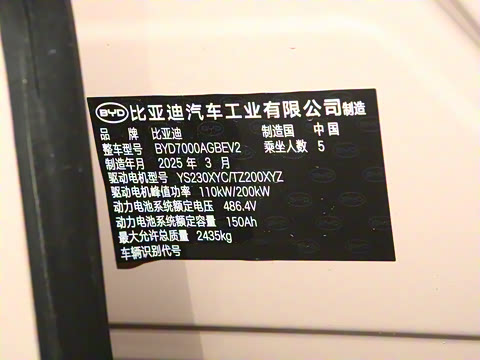 BYD 比亚迪汽车工业有限公司制造
品 牌 比亚迪 制造国 中 国
整车型号 BYD7000AGBEV2 乘坐人数 5
制造年月 2025 年 3 月
驱动电机型号 YS230XYC/TZ200XYZ
驱动电机峰值功率 110kW/200kW
动力电池系统额定电压 486.4V
动力电池系统额定容量 150Ah
最大允许总质量 2435kg
车辆识别代号